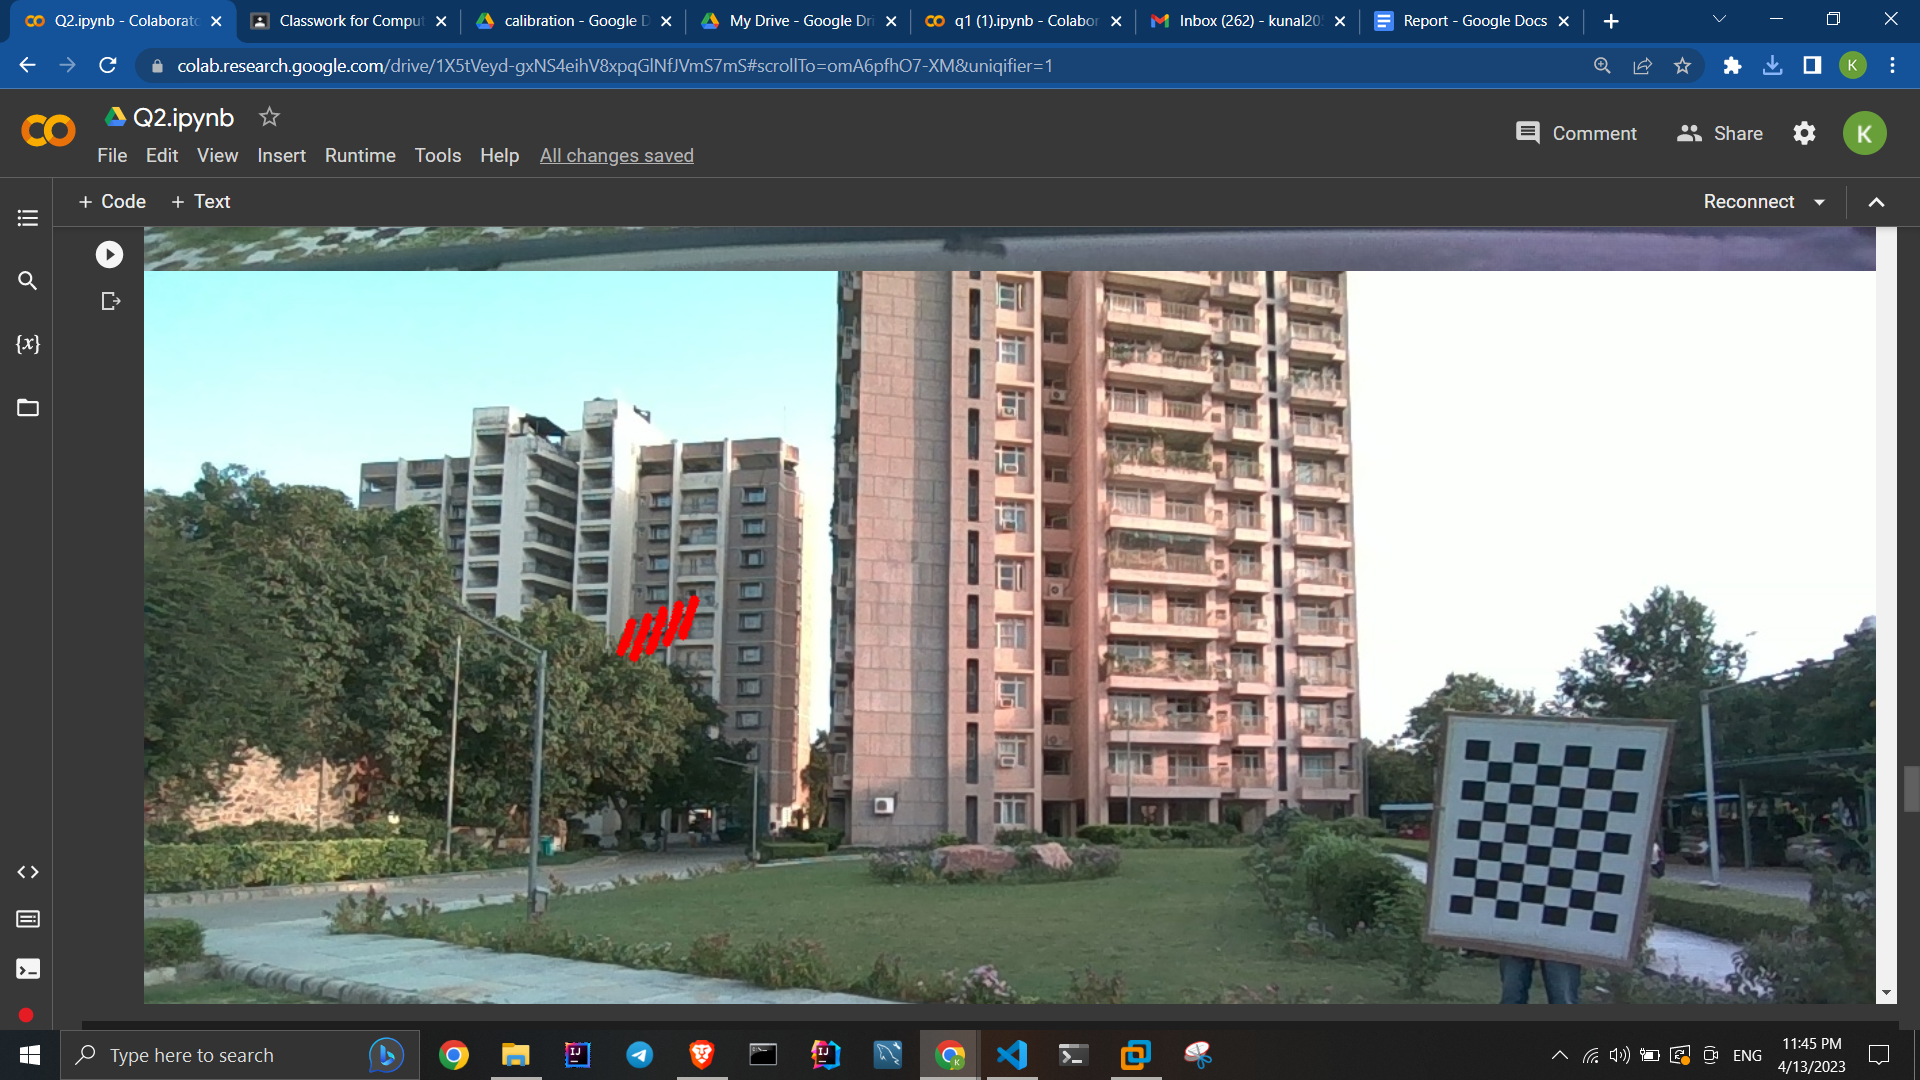 Q2.ipynb - Colaborato
Classwork for Comput
calibration - Google D
My Drive - Google Dri
q1 (1).ipynb - Colabor
Inbox (262) - kunal205
Report - Google Docs
colab.research.google.com/drive/1X5tVeyd-gxNS4eihV8xpqGlNfJVmS7mS#scrollTo=omA6pfhO7-XM&uniqifier=1
K
Q2.ipynb
Comment
Share
K
File Edit View Insert Runtime Tools Help All changes saved
+ Code + Text
Reconnect
{x}
Type here to search
ENG
11:45 PM
4/13/2023